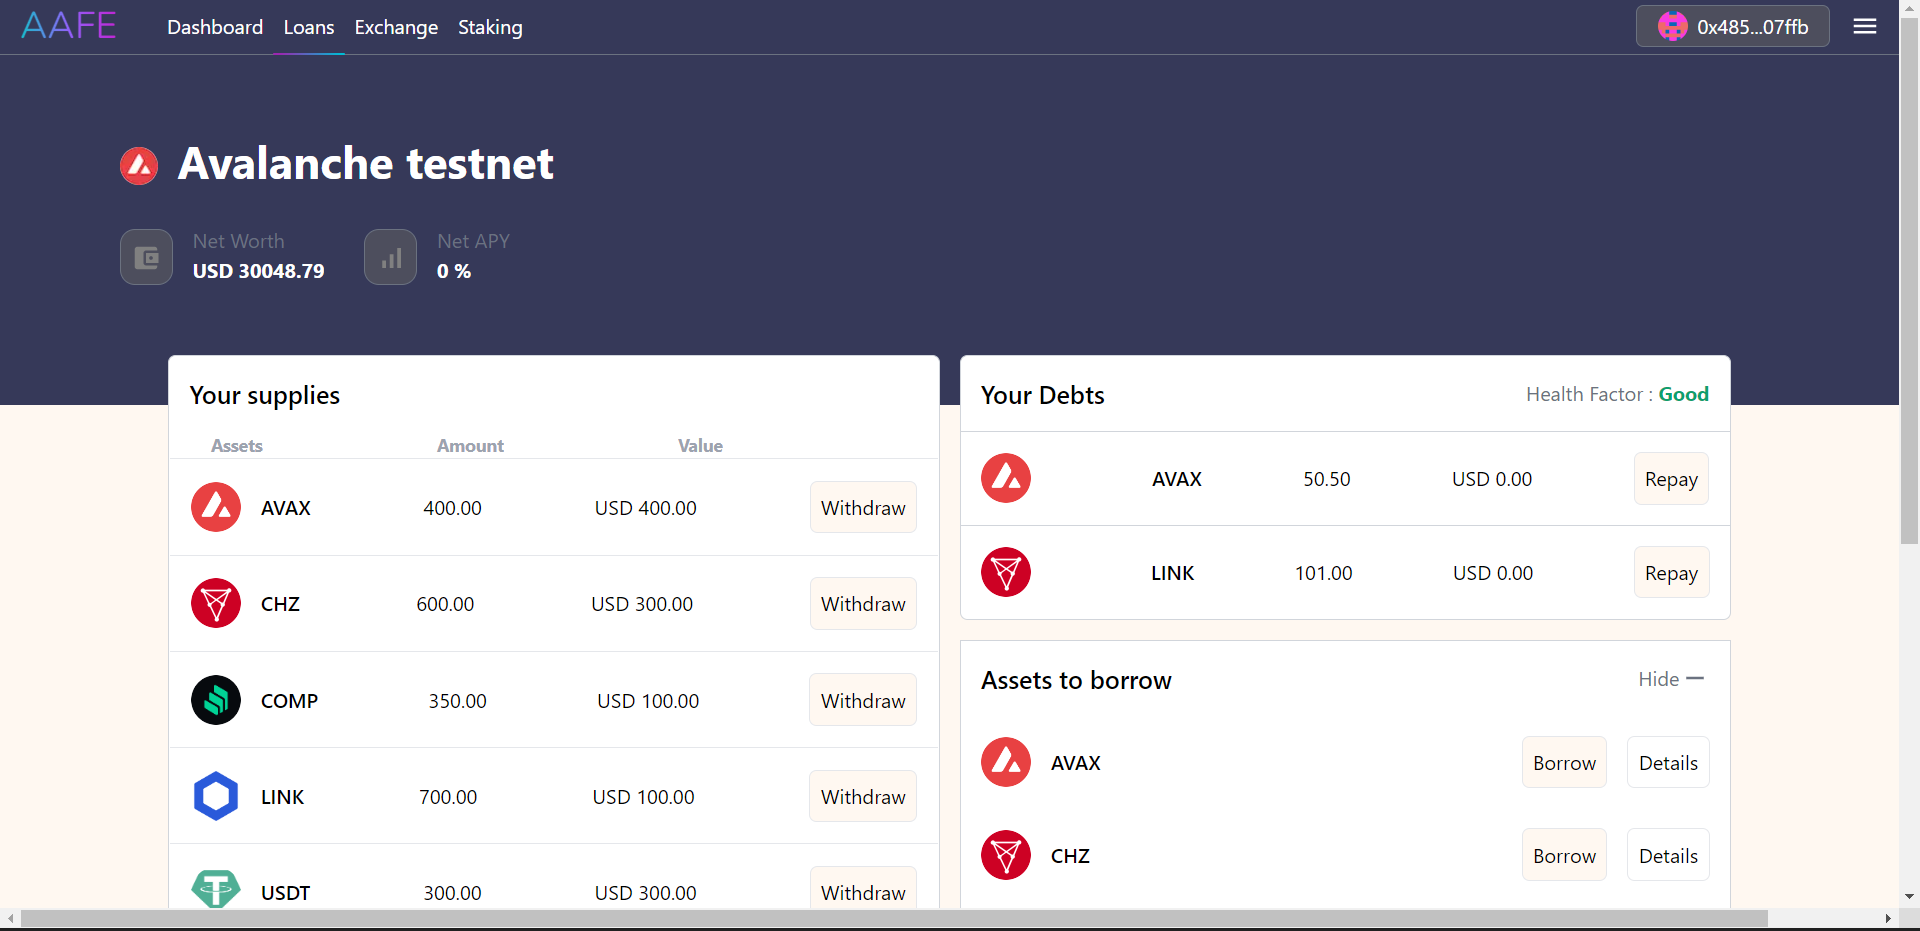 AAFE Dashboard Loans Exchange Staking 0x485...07ffb
Avalanche testnet
Net Worth
USD 30048.79
Net APY
0 %
Your supplies
Assets Amount Value
AVAX 400.00 USD 400.00 Withdraw
CHZ 600.00 USD 300.00 Withdraw
COMP 350.00 USD 100.00 Withdraw
LINK 700.00 USD 100.00 Withdraw
USDT 300.00 USD 300.00 Withdraw
Your Debts Health Factor : Good
AVAX 50.50 USD 0.00 Repay
LINK 101.00 USD 0.00 Repay
Assets to borrow Hide
AVAX Borrow Details
CHZ Borrow Details